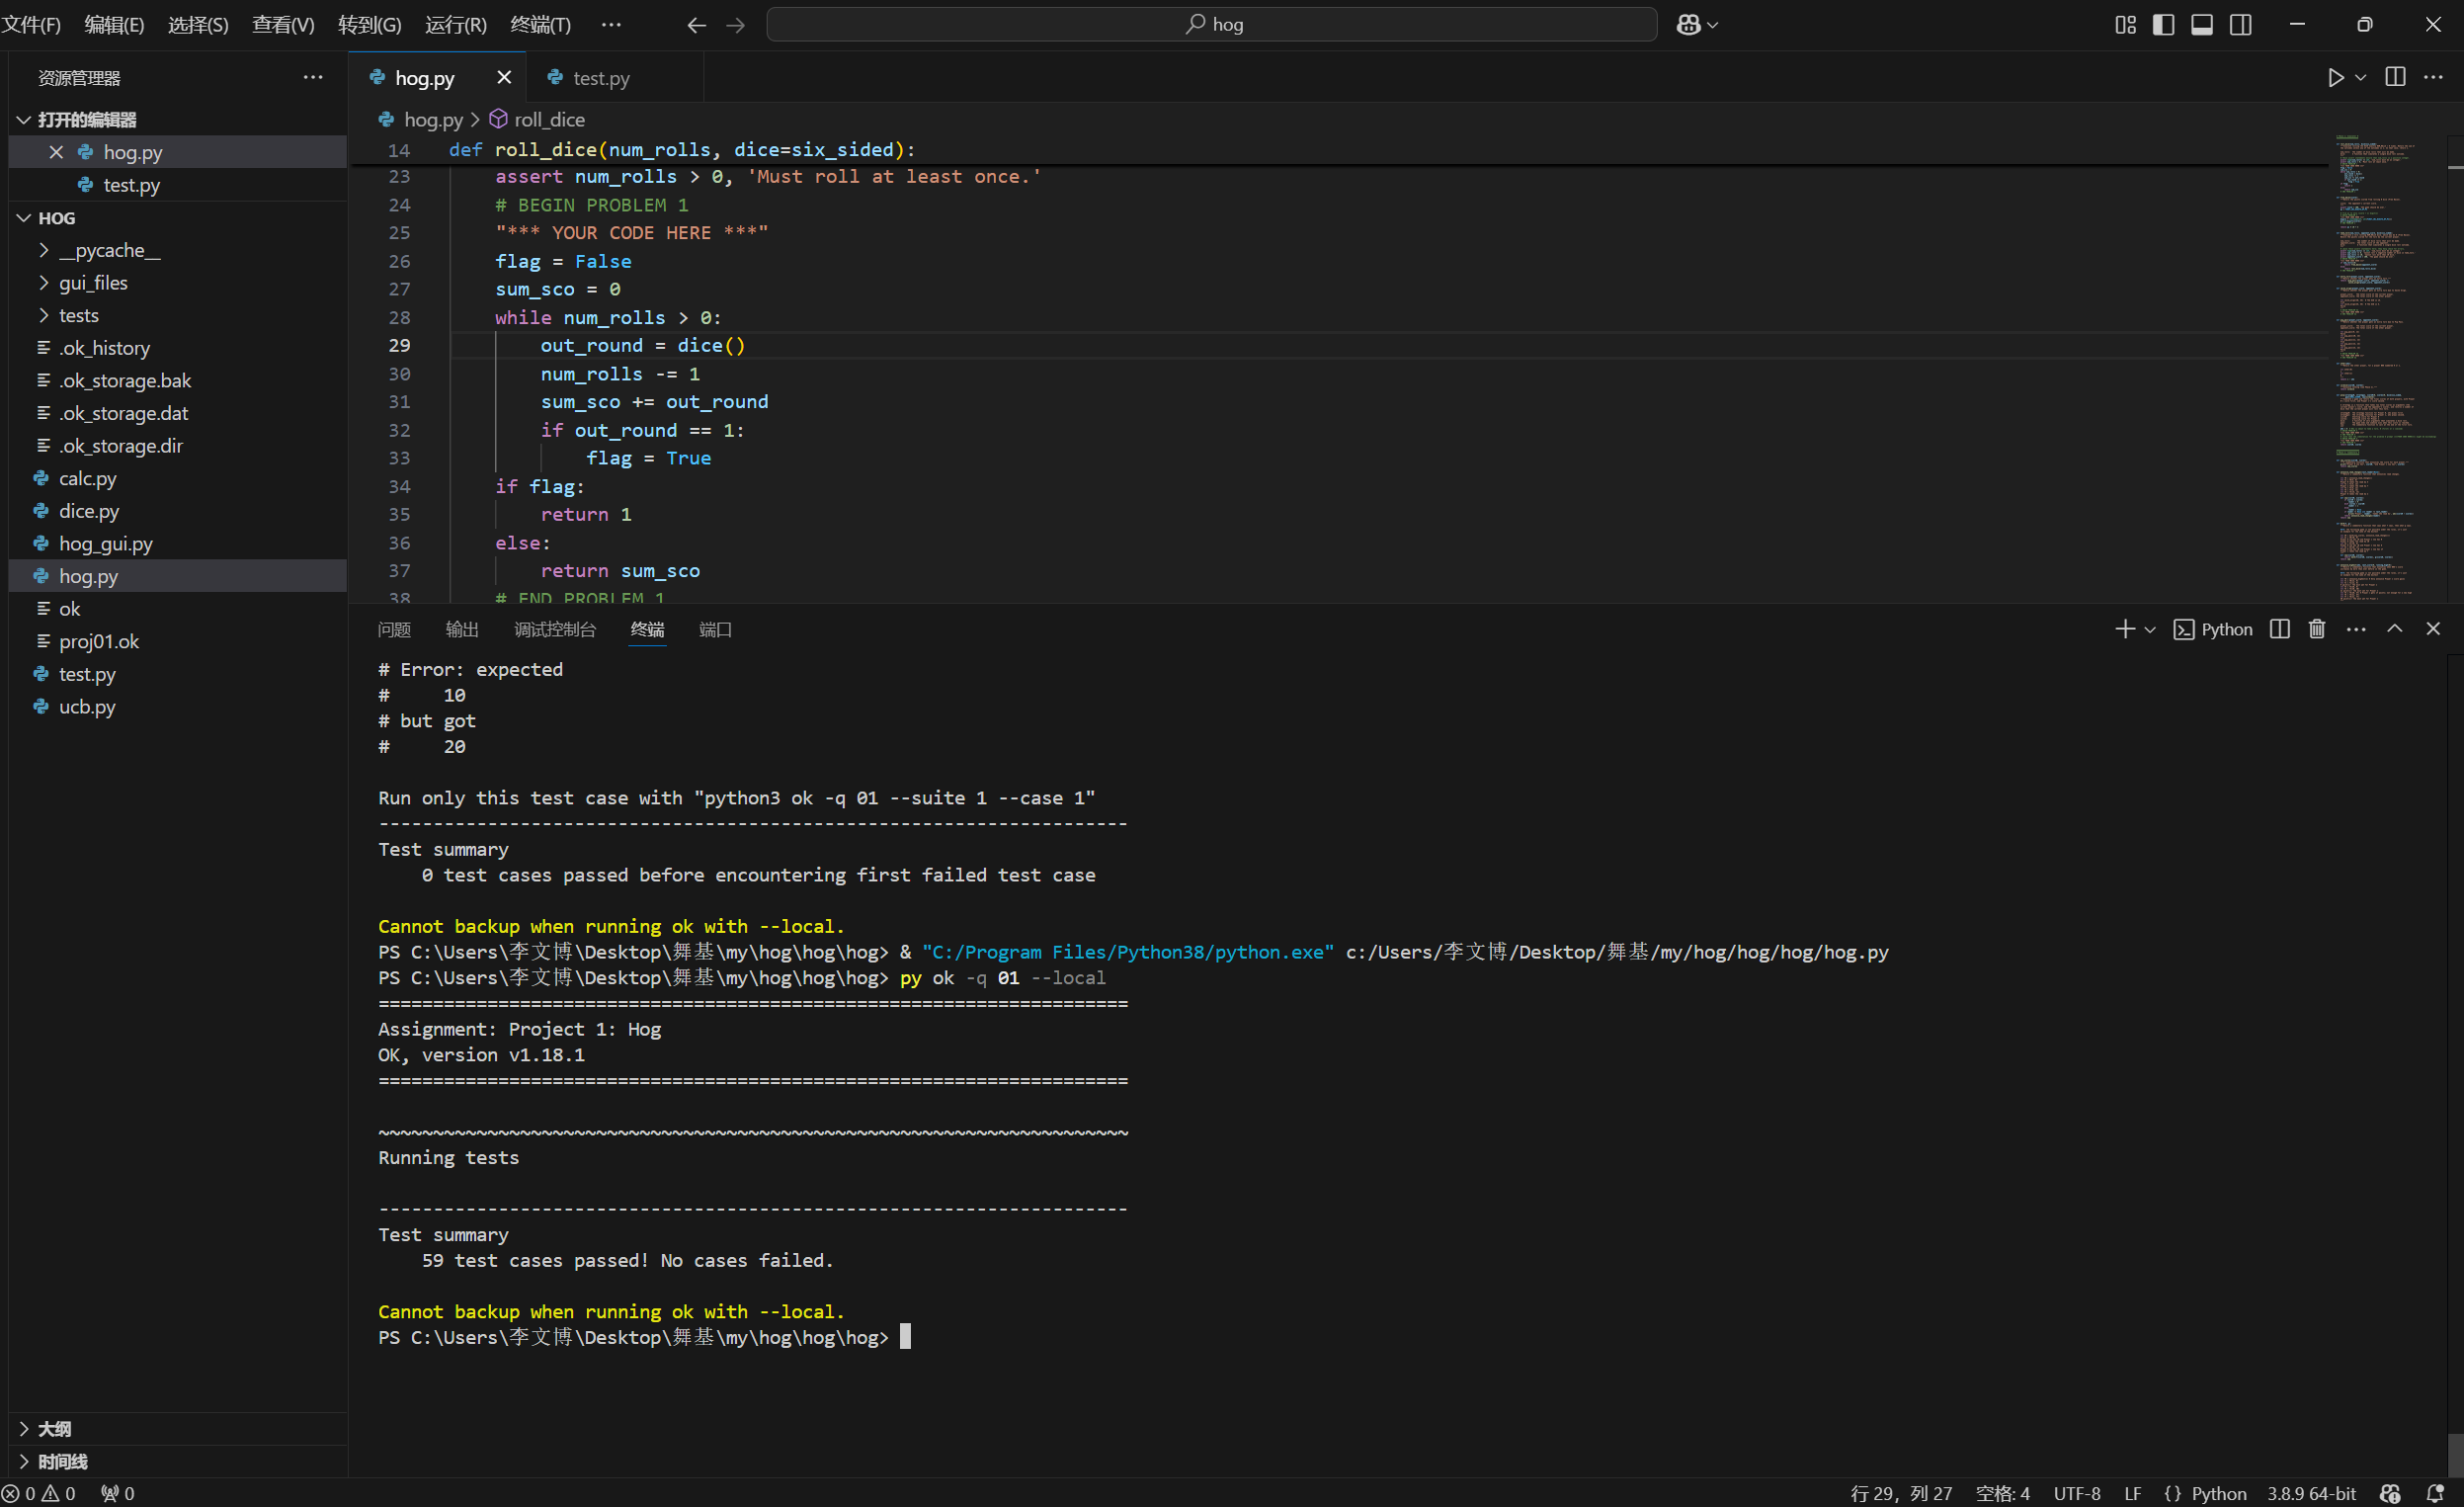 文件(F) 编辑(E) 选择(S) 查看(V) 转到(G) 运行(R) 终端(T) ··· hog
资源管理器
打开的编辑器
hog.py
test.py
HOG
__pycache__
gui_files
tests
.ok_history
.ok_storage.bak
.ok_storage.dat
.ok_storage.dir
calc.py
dice.py
hog_gui.py
hog.py
ok
proj01.ok
test.py
ucb.py
大纲
时间线
hog.py test.py
hog.py > roll_dice
14 def roll_dice(num_rolls, dice=six_sided):
23 assert num_rolls > 0, 'Must roll at least once.'
24 # BEGIN PROBLEM 1
25 "*** YOUR CODE HERE ***"
26 flag = False
27 sum_sco = 0
28 while num_rolls > 0:
29 out_round = dice()
30 num_rolls -= 1
31 sum_sco += out_round
32 if out_round == 1:
33 flag = True
34 if flag:
35 return 1
36 else:
37 return sum_sco
38 # END PROBLEM 1
问题 输出 调试控制台 终端 端口 Python
# Error: expected
# 10
# but got
# 20
Run only this test case with "python3 ok -q 01 --suite 1 --case 1"
---------------------------------------------------------------------
Test summary
0 test cases passed before encountering first failed test case
Cannot backup when running ok with --local.
PS C:\Users\李文博\Desktop\舞基\my\hog\hog\hog> & "C:/Program Files/Python38/python.exe" c:/Users/李文博/Desktop/舞基/my/hog/hog/hog/hog.py
PS C:\Users\李文博\Desktop\舞基\my\hog\hog\hog> py ok -q 01 --local
=====================================================================
Assignment: Project 1: Hog
OK, version v1.18.1
=====================================================================
~~~~~~~~~~~~~~~~~~~~~~~~~~~~~~~~~~~~~~~~~~~~~~~~~~~~~~~~~~~~~~~~~~~~~
Running tests
---------------------------------------------------------------------
Test summary
59 test cases passed! No cases failed.
Cannot backup when running ok with --local.
PS C:\Users\李文博\Desktop\舞基\my\hog\hog\hog>
0 0 0 行 29，列 27 空格: 4 UTF-8 LF {} Python 3.8.9 64-bit